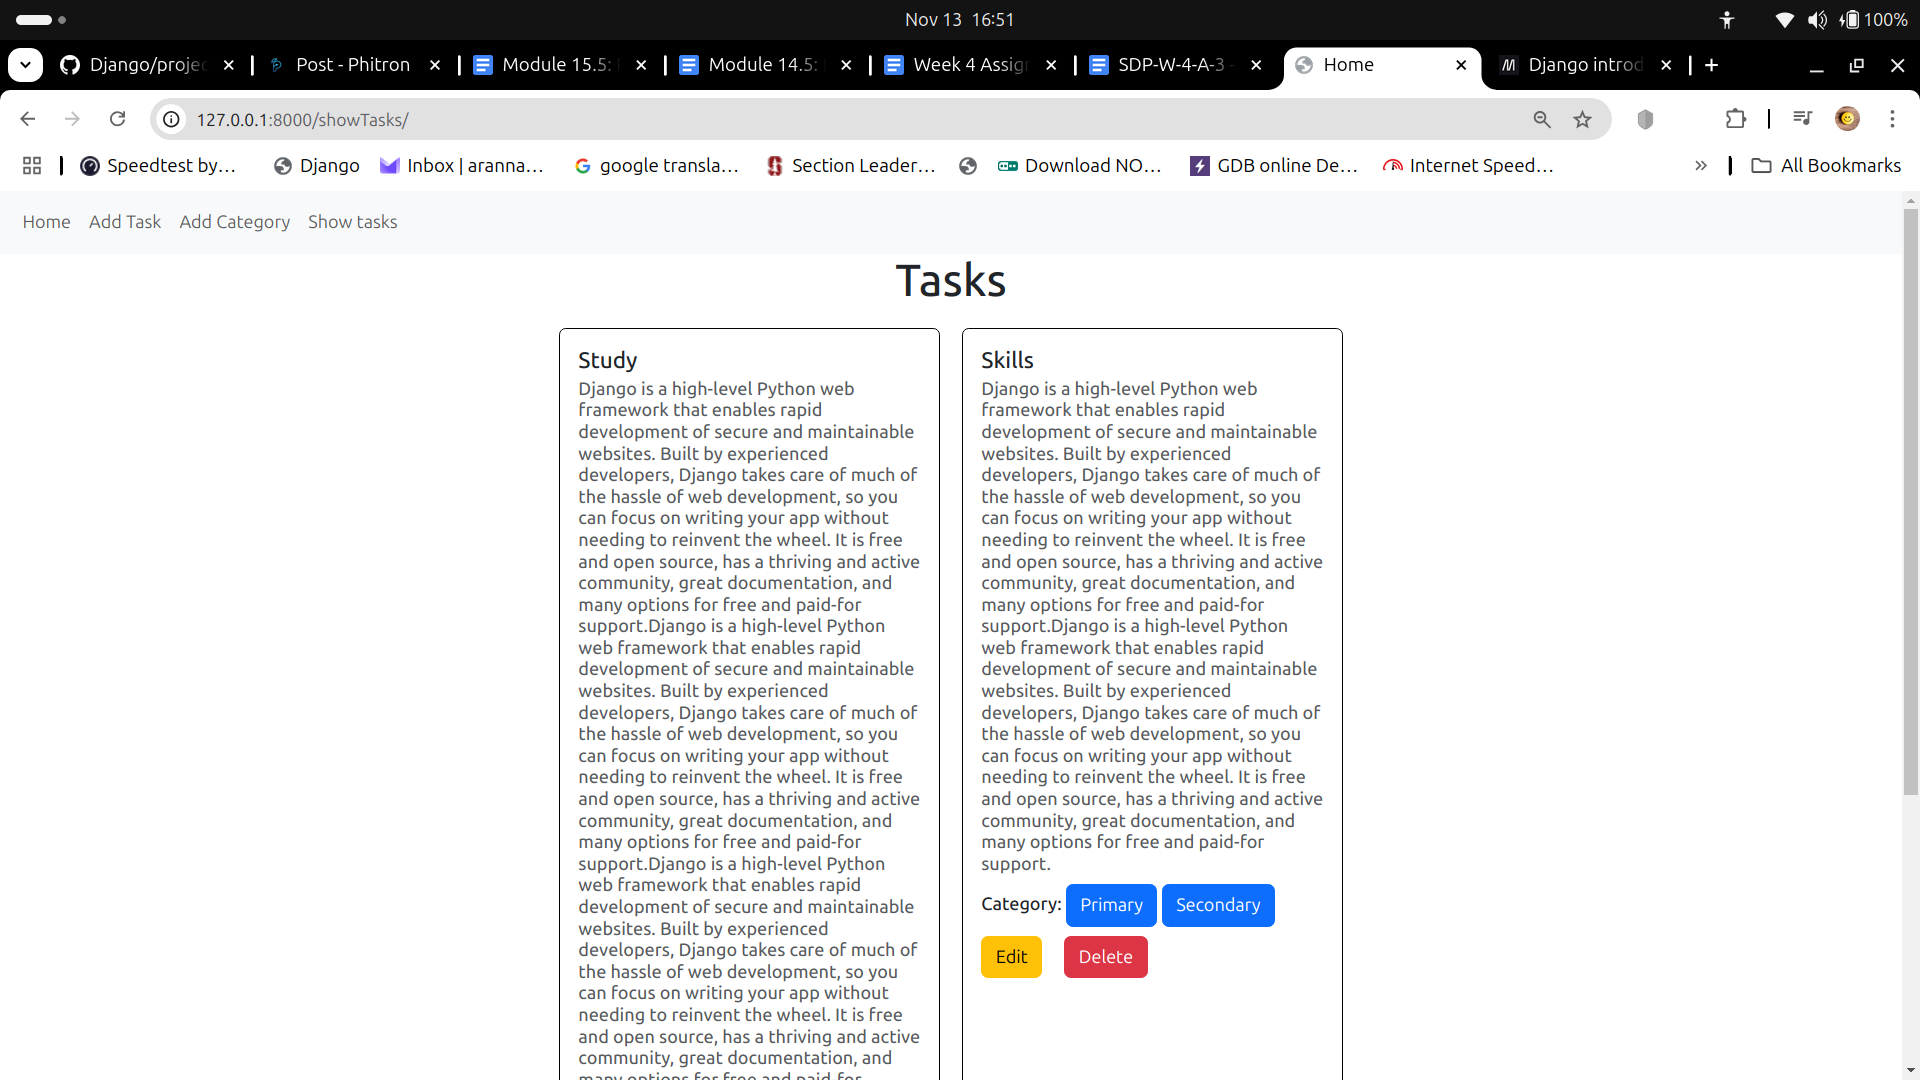 Nov 13 16:51
100%
Django/projec
Post - Phitron
Module 15.5:
Module 14.5:
Week 4 Assig
SDP-W-4-A-3 -
Home
Django introd
127.0.0.1:8000/showTasks/
Speedtest by...
Django
Inbox | aranna...
google transla...
Section Leader...
Download NO...
GDB online De...
Internet Speed...
All Bookmarks
Home
Add Task
Add Category
Show tasks
Tasks
Study
Django is a high-level Python web
framework that enables rapid
development of secure and maintainable
websites. Built by experienced
developers, Django takes care of much of
the hassle of web development, so you
can focus on writing your app without
needing to reinvent the wheel. It is free
and open source, has a thriving and active
community, great documentation, and
many options for free and paid-for
support.Django is a high-level Python
web framework that enables rapid
development of secure and maintainable
websites. Built by experienced
developers, Django takes care of much of
the hassle of web development, so you
can focus on writing your app without
needing to reinvent the wheel. It is free
and open source, has a thriving and active
community, great documentation, and
many options for free and paid-for
support.Django is a high-level Python
web framework that enables rapid
development of secure and maintainable
websites. Built by experienced
developers, Django takes care of much of
the hassle of web development, so you
can focus on writing your app without
needing to reinvent the wheel. It is free
and open source, has a thriving and active
community, great documentation, and
many options for free and paid-for
Skills
Django is a high-level Python web
framework that enables rapid
development of secure and maintainable
websites. Built by experienced
developers, Django takes care of much of
the hassle of web development, so you
can focus on writing your app without
needing to reinvent the wheel. It is free
and open source, has a thriving and active
community, great documentation, and
many options for free and paid-for
support.Django is a high-level Python
web framework that enables rapid
development of secure and maintainable
websites. Built by experienced
developers, Django takes care of much of
the hassle of web development, so you
can focus on writing your app without
needing to reinvent the wheel. It is free
and open source, has a thriving and active
community, great documentation, and
many options for free and paid-for
support.
Category: Primary Secondary
Edit Delete